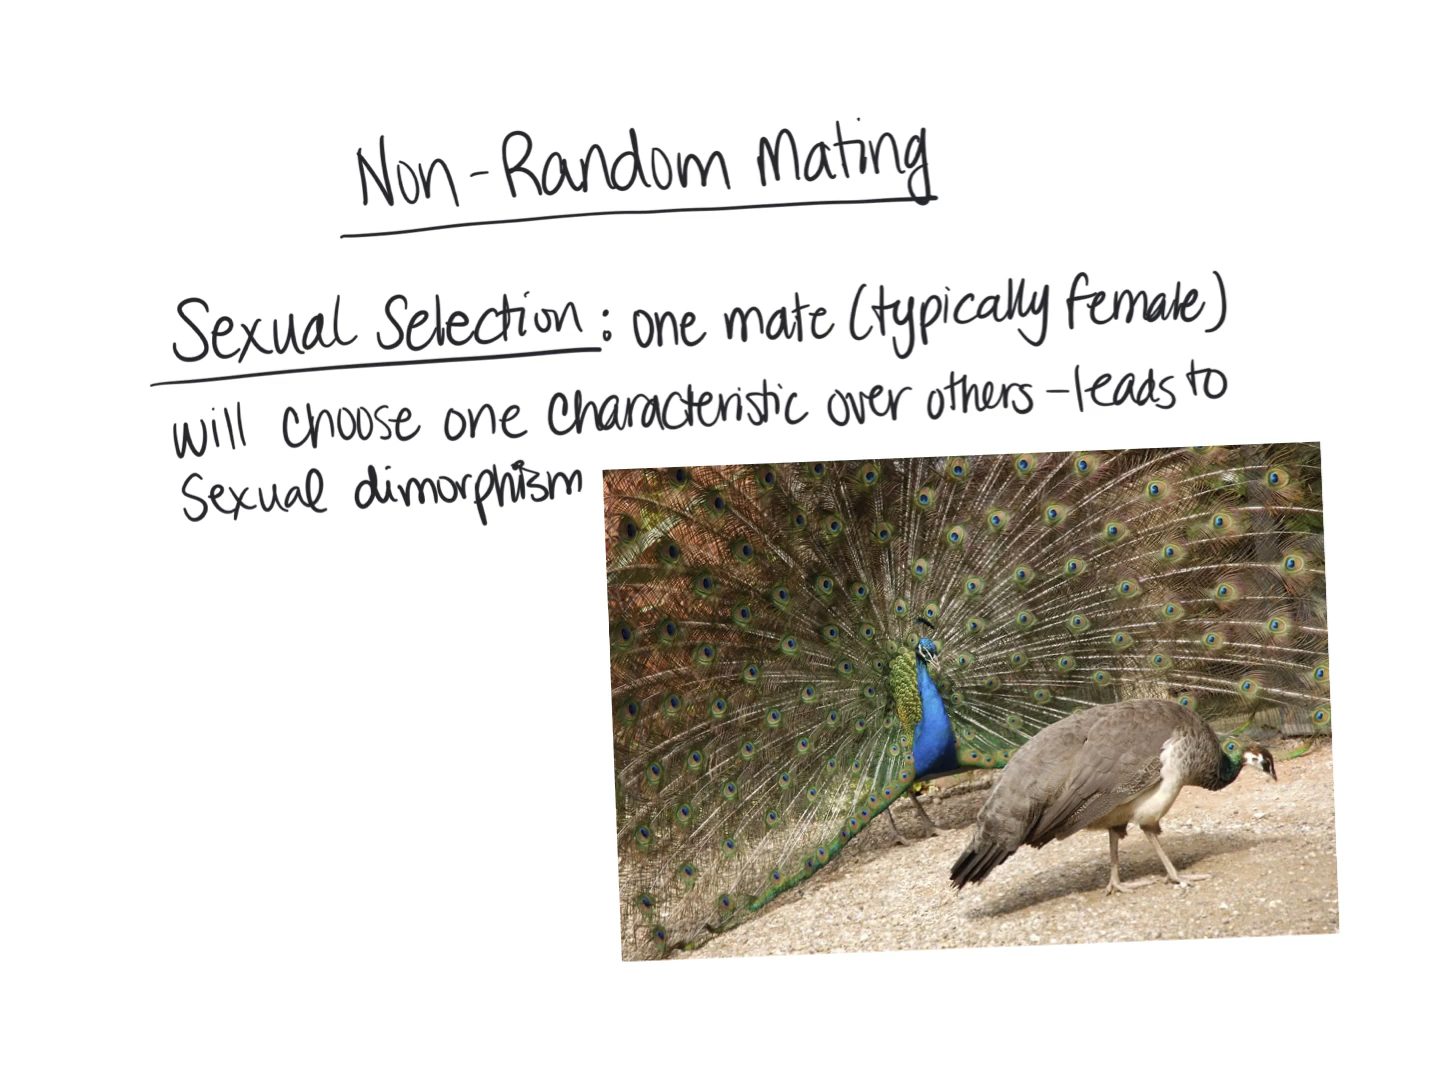 Non-Random Mating
Sexual Selection: one mate (typically female)
will choose one characteristic over others - leads to
Sexual dimorphism